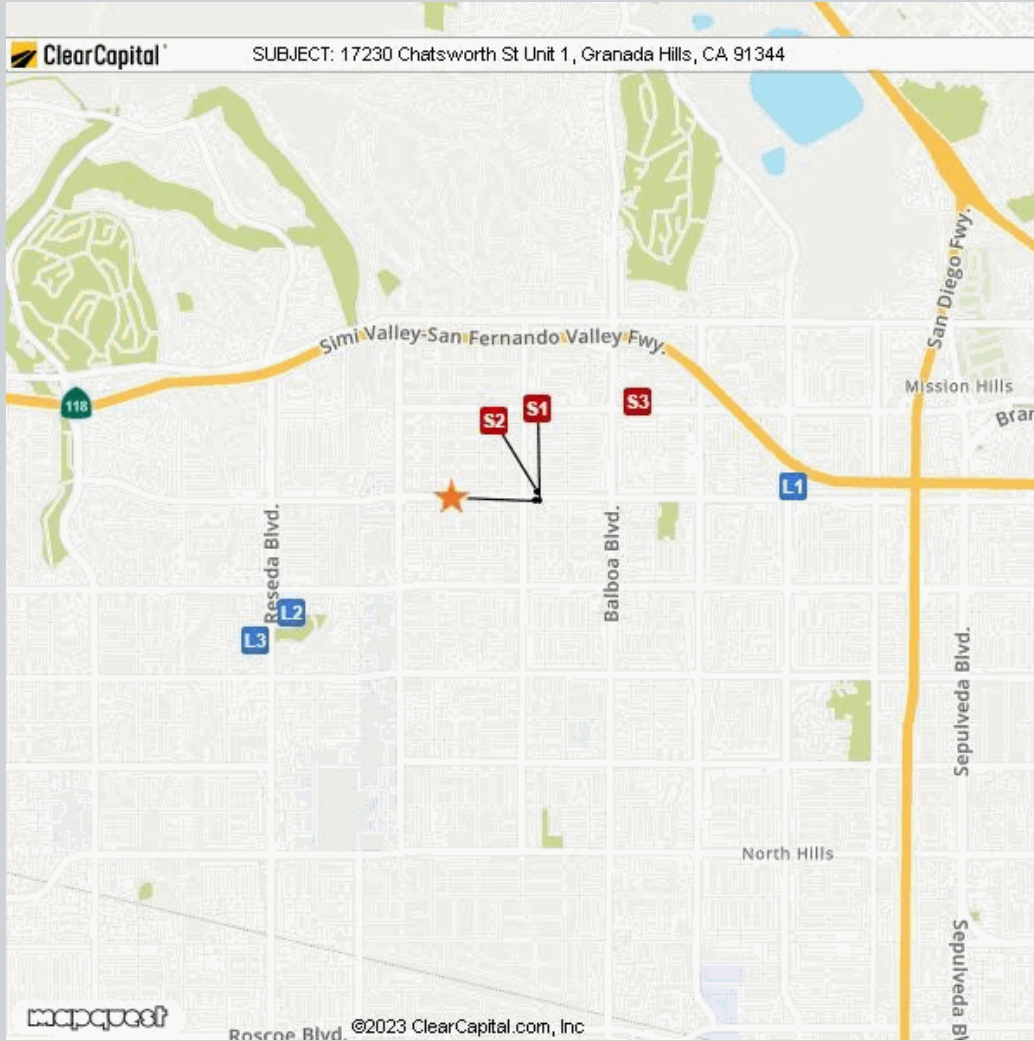 ClearCapital
SUBJECT: 17230 Chatsworth St Unit 1, Granada Hills, CA 91344
San Diego Fwy.
Simi Valley-San Fernando Valley Fwy.
Mission Hills
118
S2
S1
S3
Bran
L1
Reseda Blvd.
Balboa Blvd.
L2
L3
Sepulveda Blvd.
North Hills
Sepulveda Bl
mapquest
Roscoe Blvd.
©2023 ClearCapital.com, Inc